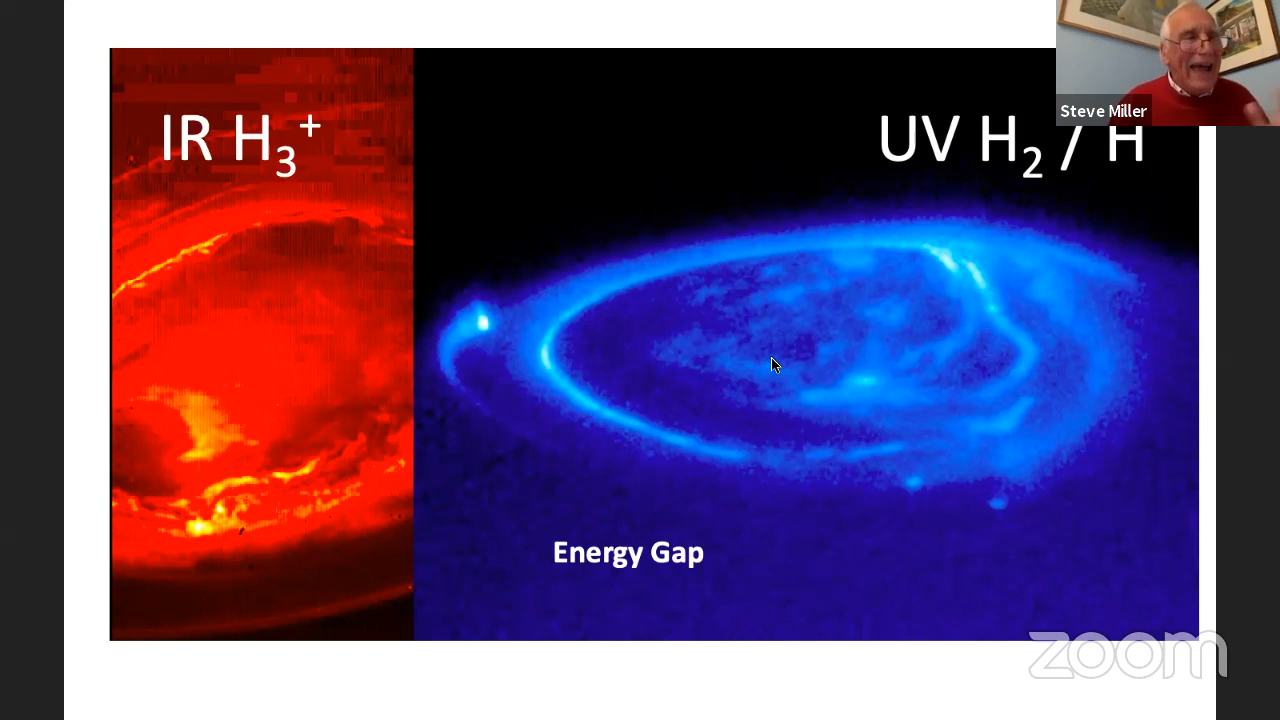 IR H₃⁺
UV H₂ / H
Steve Miller
Energy Gap
zoom